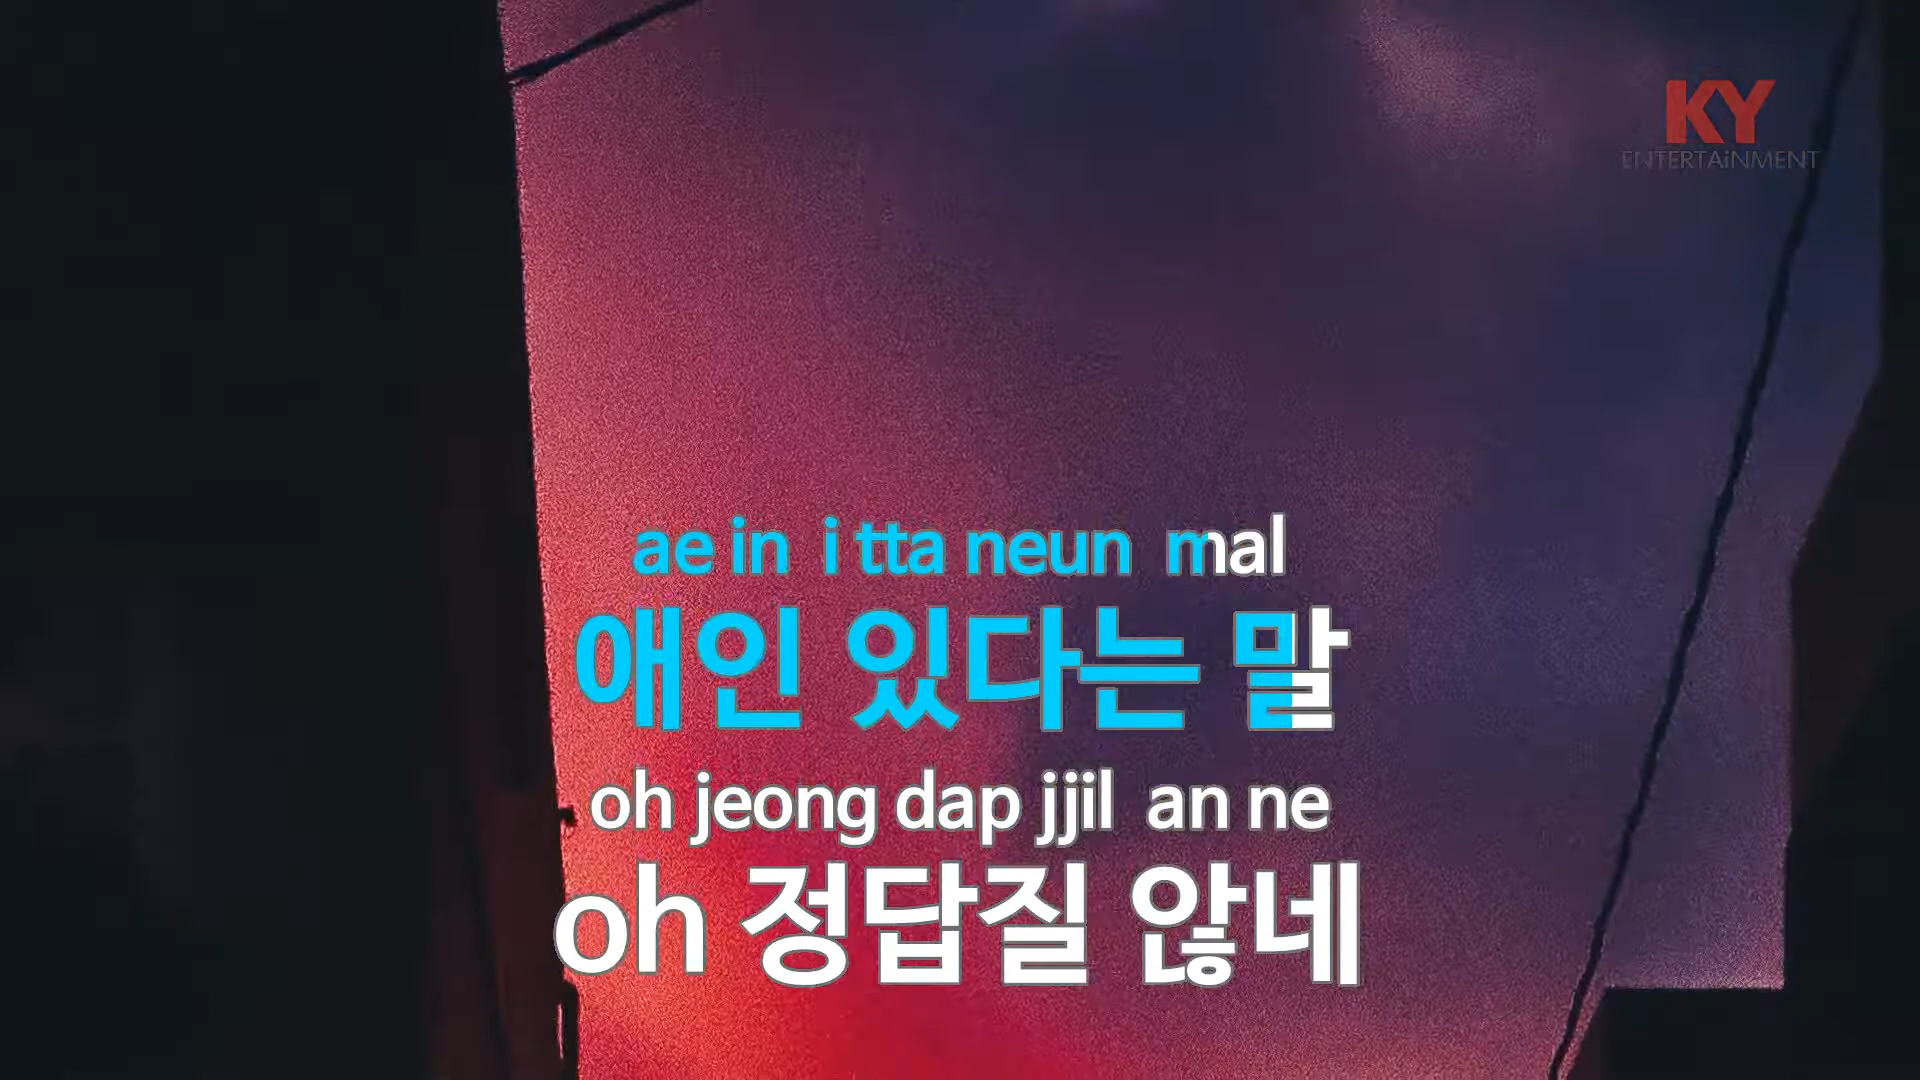 KY
ENTERTAiNMENT
ae in i tta neun mal
애인 있다는 말
oh jeong dap jjil an ne
oh 정답질 않네